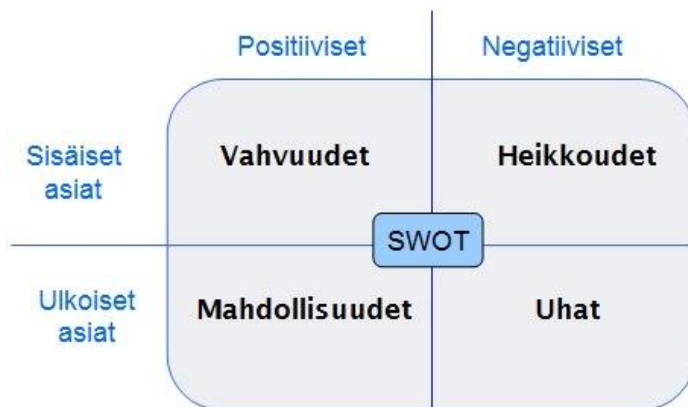 Positiiviset Negatiiviset
Sisäiset
asiat
Vahvuudet Heikkoudet
SWOT
Ulkoiset
asiat
Mahdollisuudet Uhat